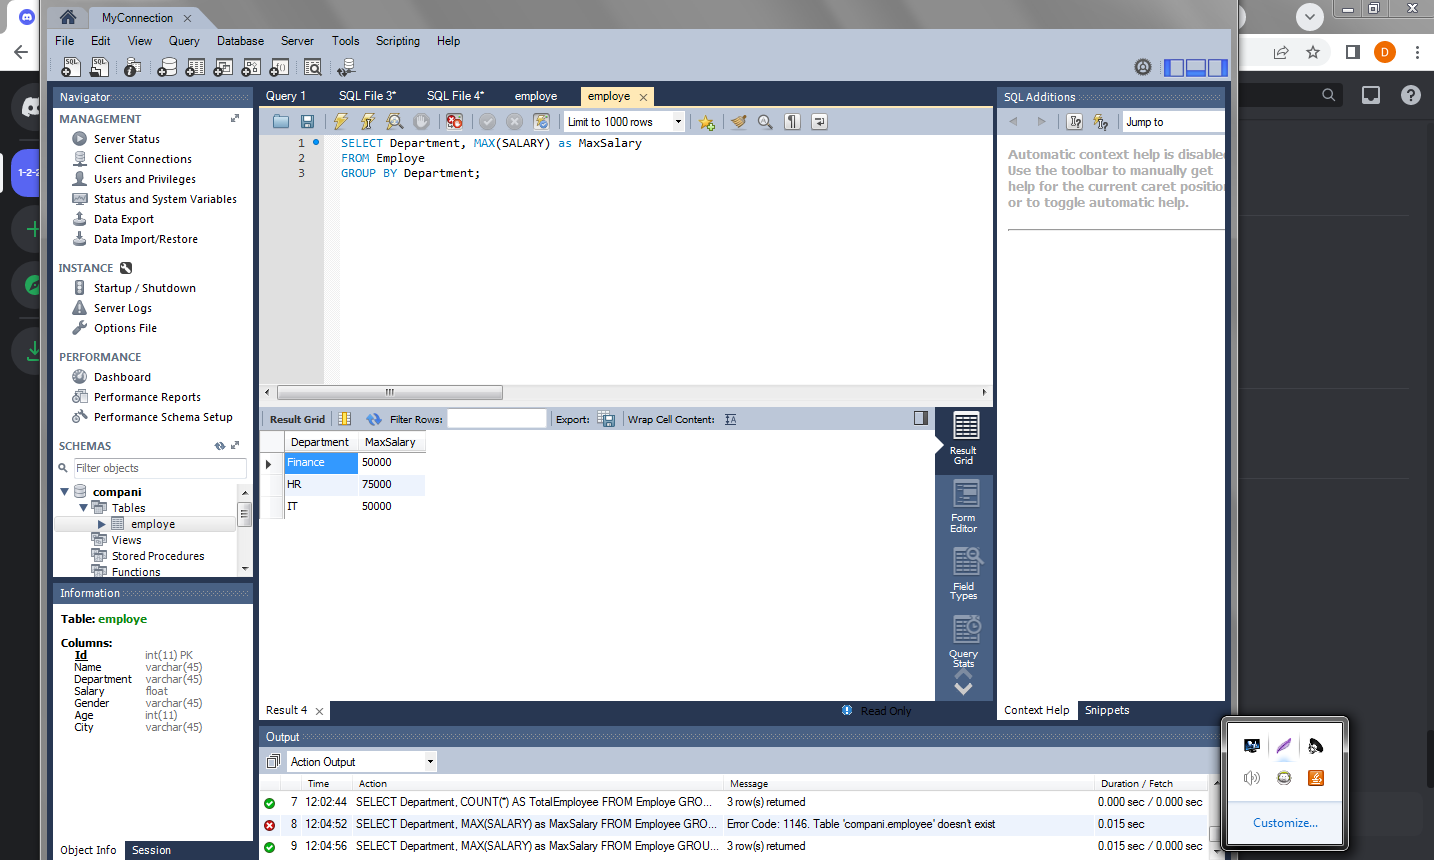 MyConnection
File Edit View Query Database Server Tools Scripting Help
D
Navigator
MANAGEMENT
Server Status
Client Connections
Users and Privileges
Status and System Variables
Data Export
Data Import/Restore
INSTANCE
Startup / Shutdown
Server Logs
Options File
PERFORMANCE
Dashboard
Performance Reports
Performance Schema Setup
SCHEMAS
Filter objects
compani
Tables
employe
Views
Stored Procedures
Functions
Information
Table: employe
Columns:
Id int(11) PK
Name varchar(45)
Department varchar(45)
Salary float
Gender varchar(45)
Age int(11)
City varchar(45)
Object Info Session
Query 1 SQL File 3* SQL File 4* employe employe
Limit to 1000 rows
1 SELECT Department, MAX(SALARY) as MaxSalary
2 FROM Employe
3 GROUP BY Department;
Result Grid Filter Rows: Export: Wrap Cell Content:
Department MaxSalary
Finance 50000
HR 75000
IT 50000
Result
Grid
Form
Editor
Field
Types
Query
Stats
Result 4 Read Only
SQL Additions
Jump to
Automatic context help is disabled
Use the toolbar to manually get
help for the current caret position
or to toggle automatic help.
Context Help Snippets
Output
Action Output
Time Action Message Duration / Fetch
7 12:02:44 SELECT Department, COUNT(*) AS TotalEmployee FROM Employe GRO... 3 row(s) returned 0.000 sec / 0.000 sec
8 12:04:52 SELECT Department, MAX(SALARY) as MaxSalary FROM Employee GRO... Error Code: 1146. Table 'compani.employee' doesn't exist 0.015 sec
9 12:04:56 SELECT Department, MAX(SALARY) as MaxSalary FROM Employe GROU... 3 row(s) returned 0.015 sec / 0.000 sec
Customize...